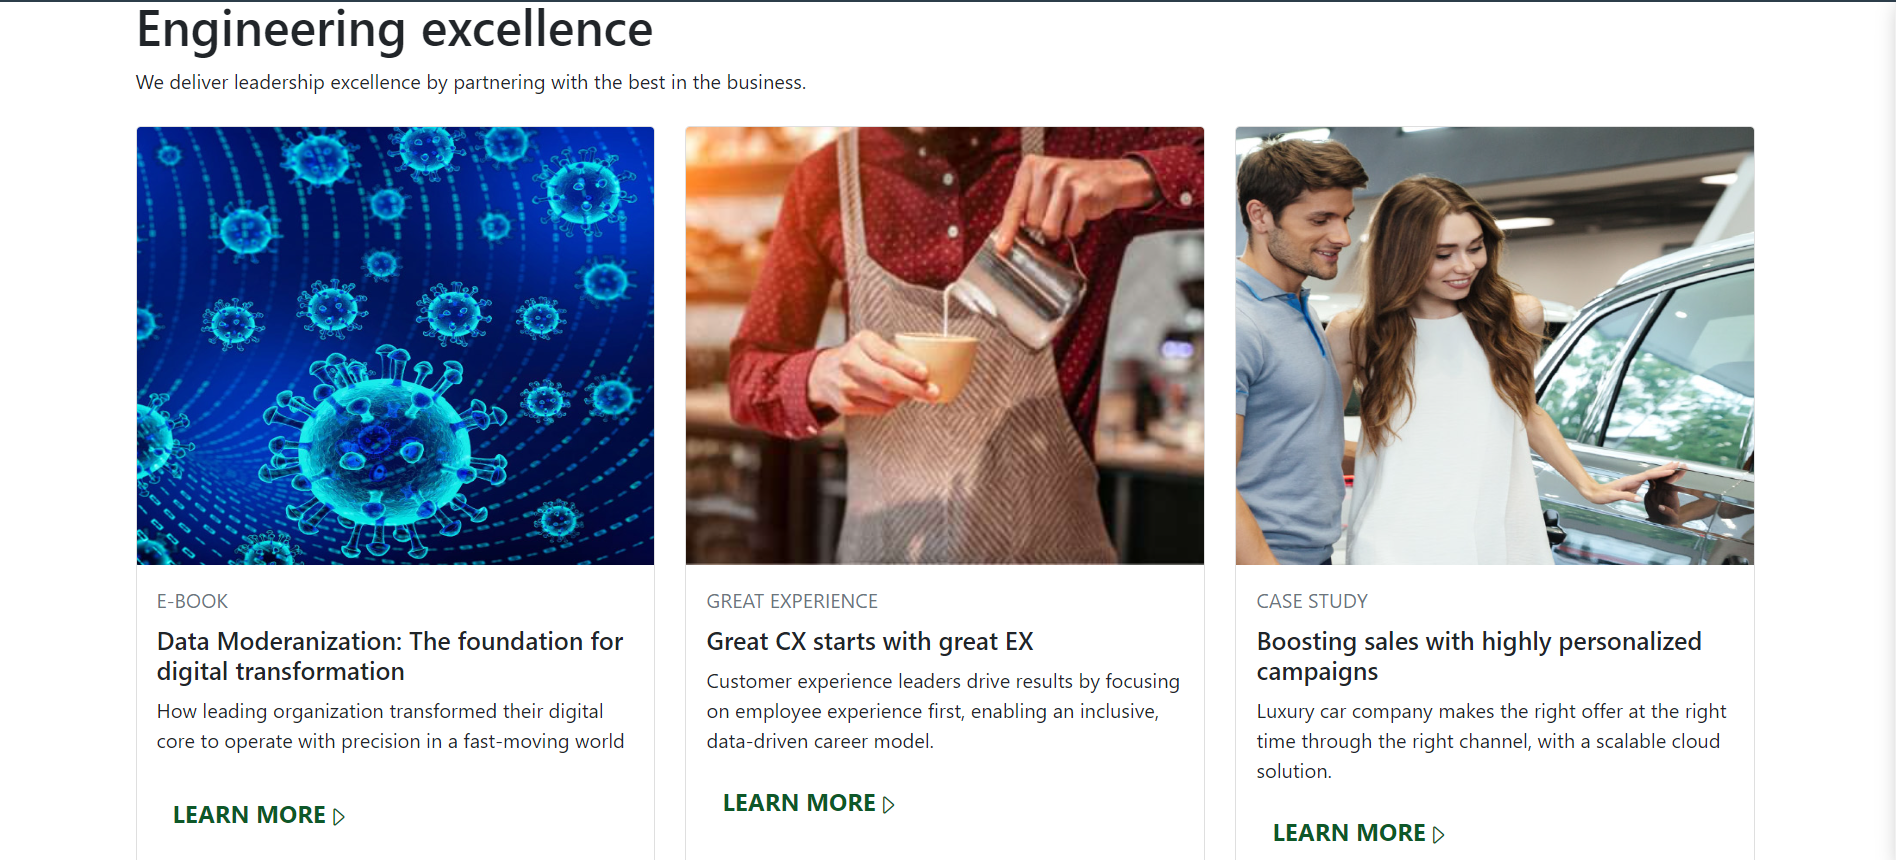 Engineering excellence
We deliver leadership excellence by partnering with the best in the business.
E-BOOK
Data Moderanization: The foundation for
digital transformation
How leading organization transformed their digital
core to operate with precision in a fast-moving world
LEARN MORE
GREAT EXPERIENCE
Great CX starts with great EX
Customer experience leaders drive results by focusing
on employee experience first, enabling an inclusive,
data-driven career model.
LEARN MORE
CASE STUDY
Boosting sales with highly personalized
campaigns
Luxury car company makes the right offer at the right
time through the right channel, with a scalable cloud
solution.
LEARN MORE